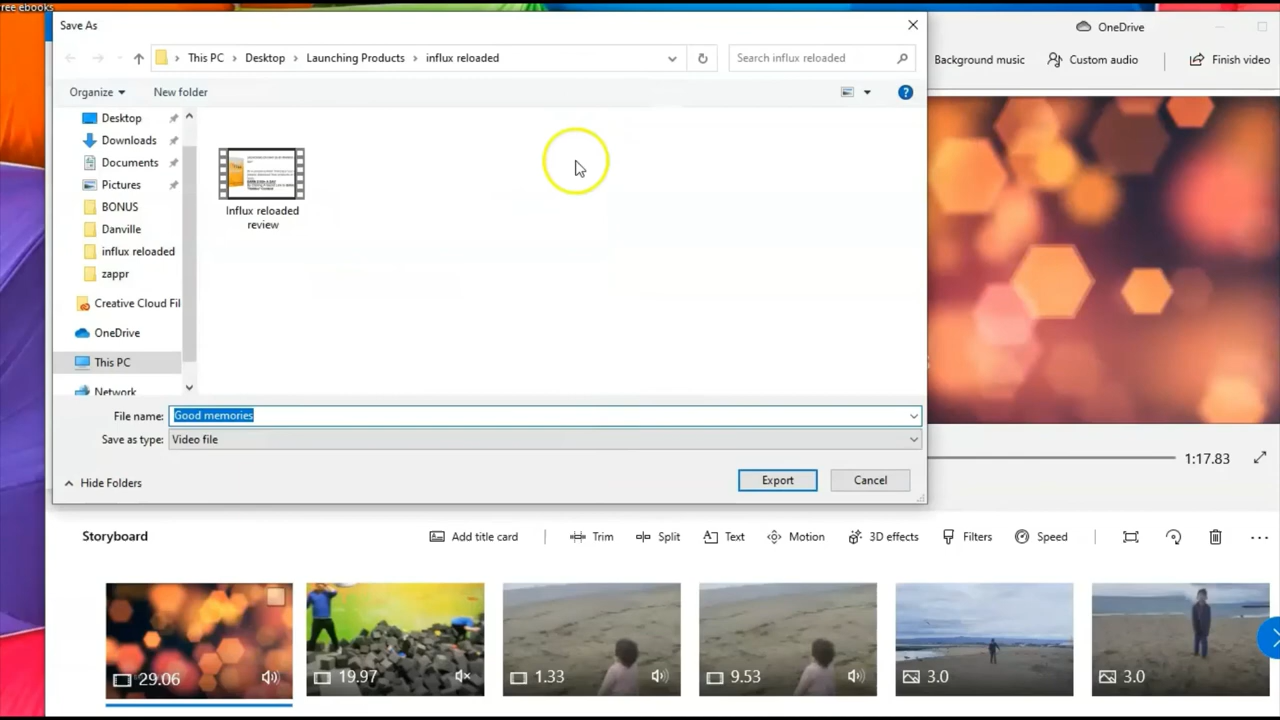 ree ebooks
Save As
OneDrive
This PC
Desktop
Launching Products
influx reloaded
Search influx reloaded
Background music
Custom audio
Finish video
Organize
New folder
Desktop
Downloads
Documents
Pictures
BONUS
Danville
influx reloaded
zappr
Creative Cloud Fil
OneDrive
This PC
Network
Influx reloaded
review
File name:
Good memories
Save as type:
Video file
Hide Folders
Export
Cancel
1:17.83
Storyboard
Add title card
Trim
Split
Text
Motion
3D effects
Filters
Speed
29.06
19.97
1.33
9.53
3.0
3.0